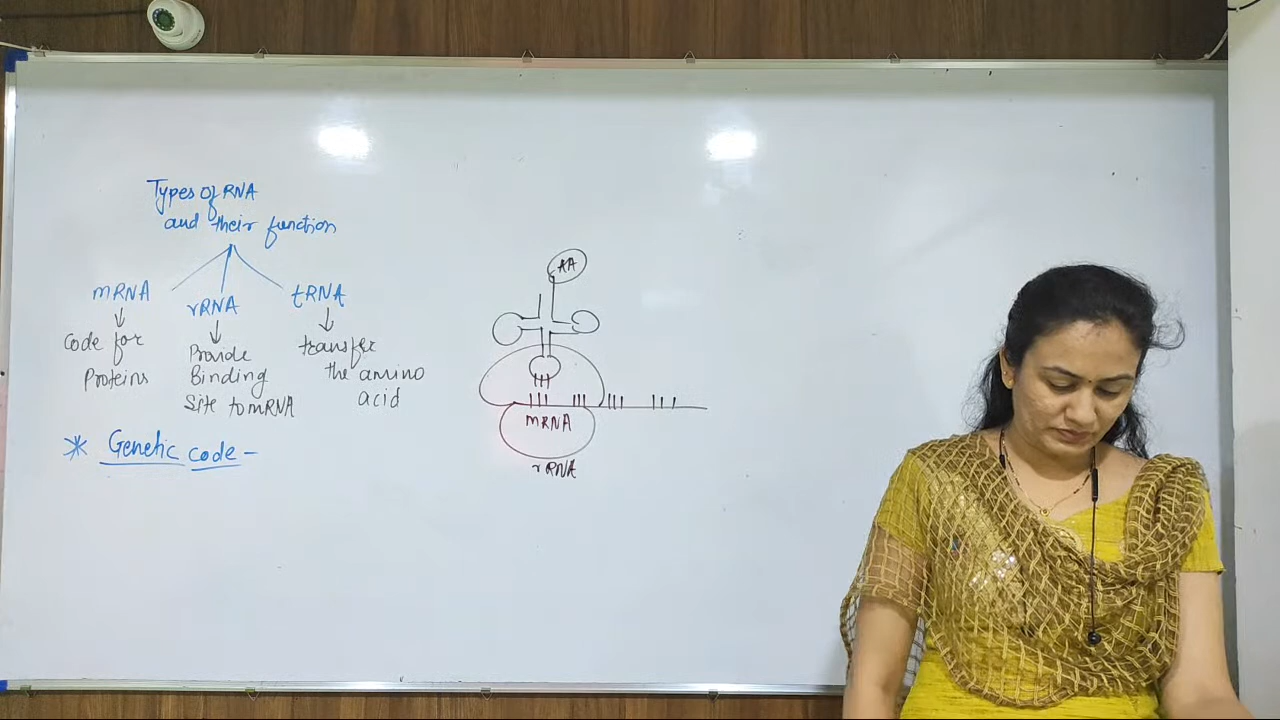 Types of RNA
and their function
mRNA
rRNA
tRNA
Code for
Proteins
Provide
Binding
Site to mRNA
transfer
the amino
acid
* Genetic code -
AA
mRNA
rRNA